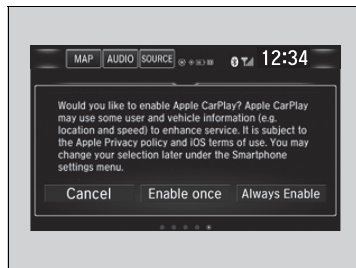 MAP AUDIO SOURCE 12:34
Would you like to enable Apple CarPlay? Apple CarPlay
may use some user and vehicle information (e.g.
location and speed) to enhance service. It is subject to
the Apple Privacy policy and iOS terms of use. You may
change your selection later under the Smartphone
settings menu.
Cancel Enable once Always Enable